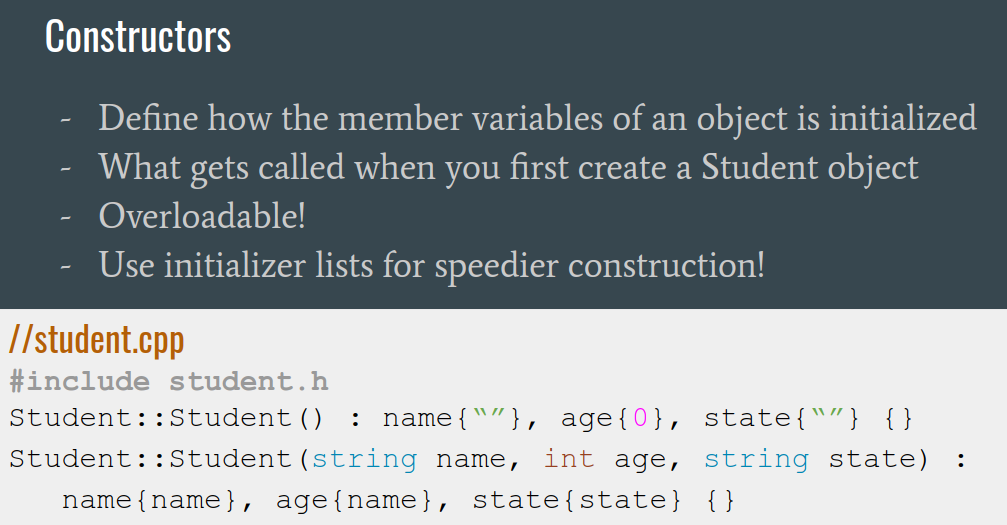 Constructors
- Define how the member variables of an object is initialized
- What gets called when you first create a Student object
- Overloadable!
- Use initializer lists for speedier construction!
//student.cpp
#include student.h
Student::Student() : name{“”}, age{0}, state{“”} {}
Student::Student(string name, int age, string state) :
name{name}, age{name}, state{state} {}